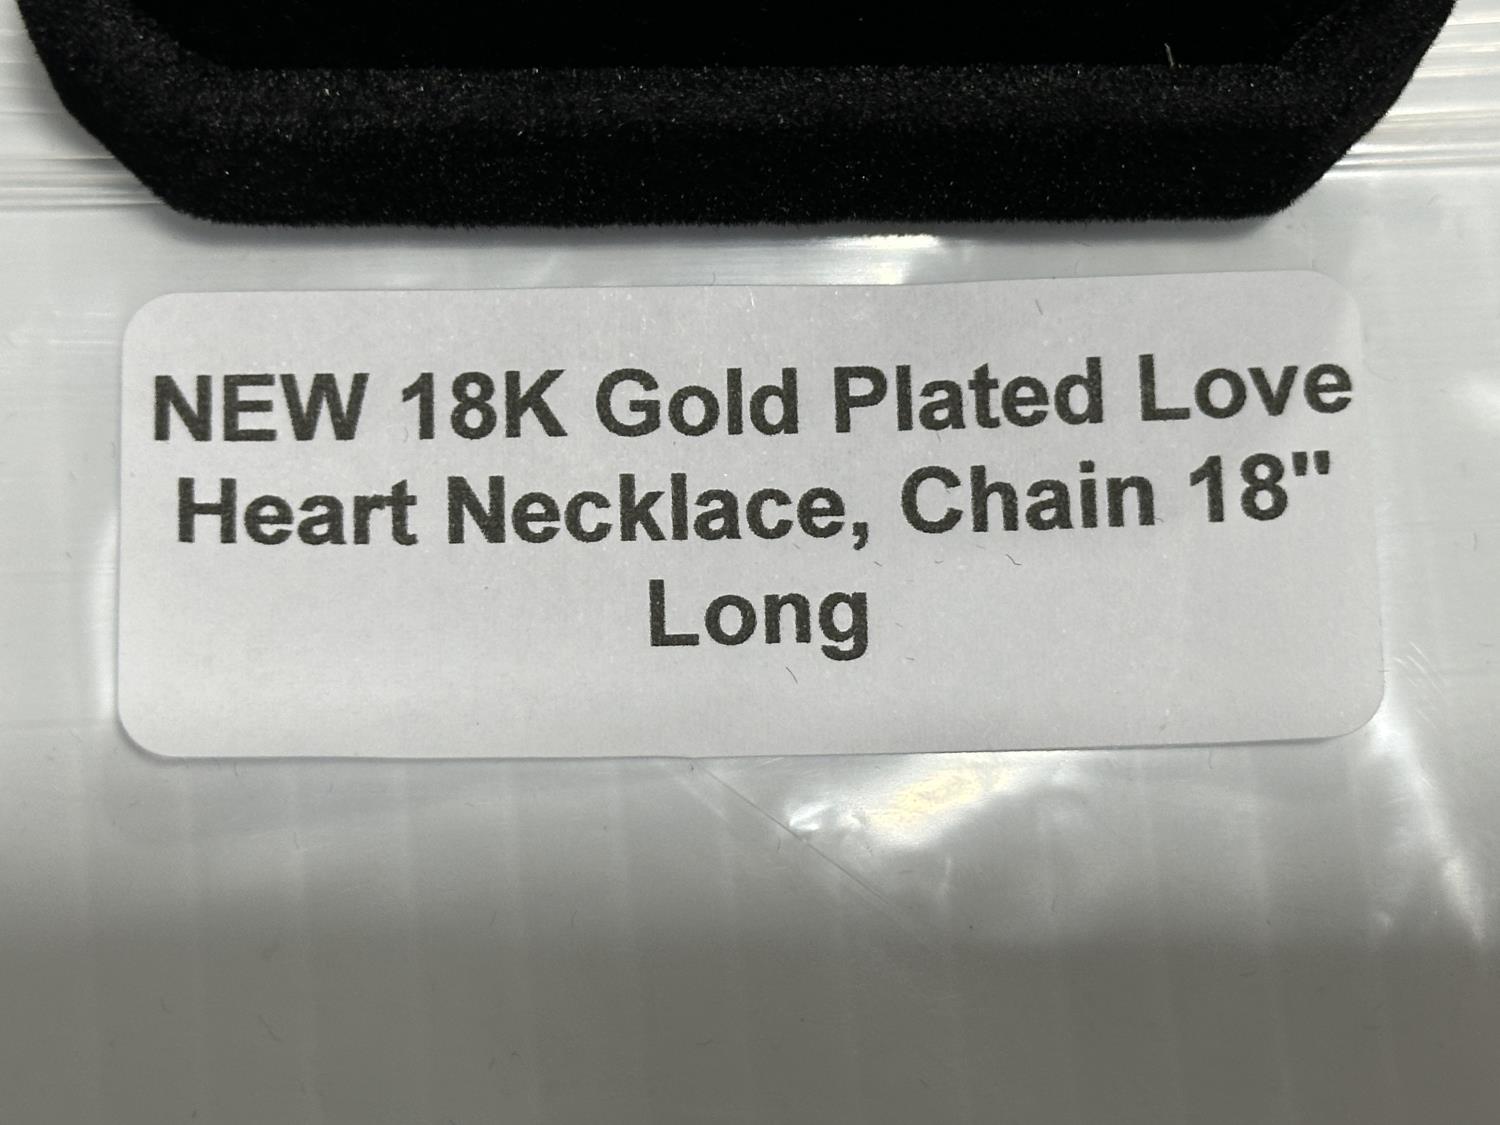 NEW 18K Gold Plated Love
Heart Necklace, Chain 18"
Long